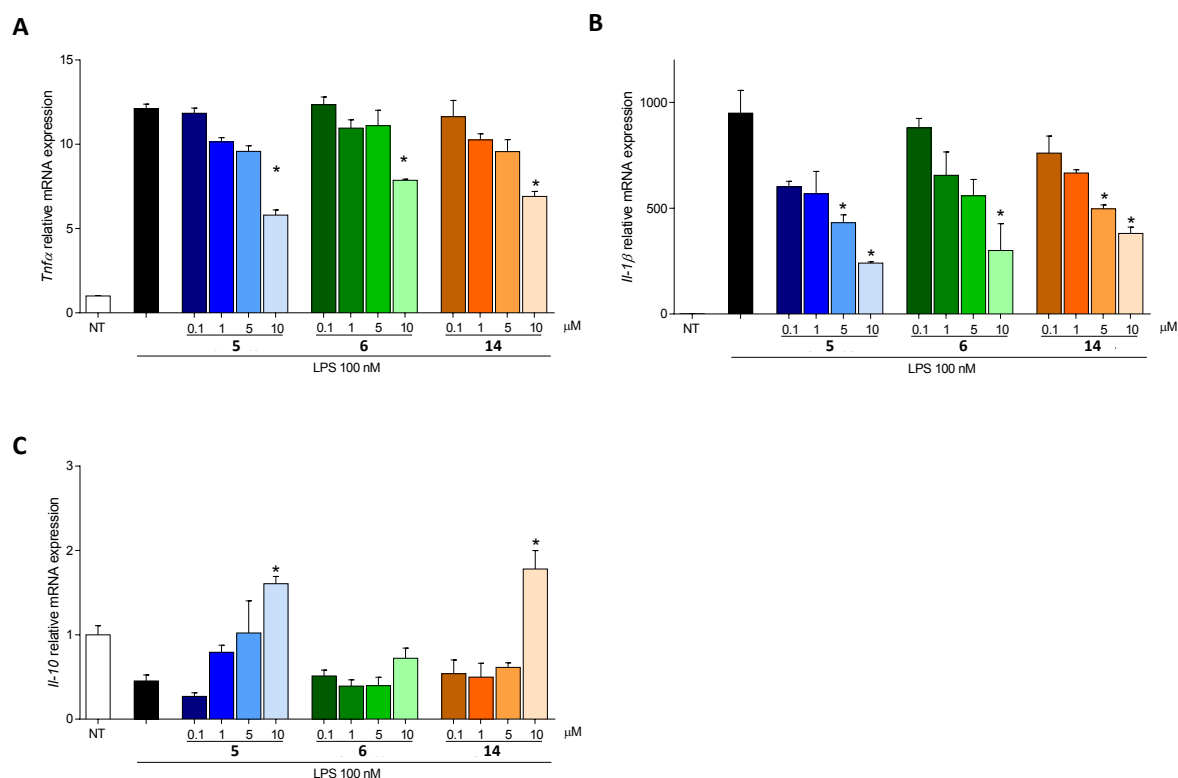 A
Tnfα relative mRNA expression
15
10
5
0
* * *
NT 0.1 1 5 10 0.1 1 5 10 0.1 1 5 10 μM
5 6 14
LPS 100 nM
B
Il-1β relative mRNA expression
1000
500
0
* * * * *
NT 0.1 1 5 10 0.1 1 5 10 0.1 1 5 10 μM
5 6 14
LPS 100 nM
C
Il-10 relative mRNA expression
3
2
1
0
* *
NT 0.1 1 5 10 0.1 1 5 10 0.1 1 5 10 μM
5 6 14
LPS 100 nM